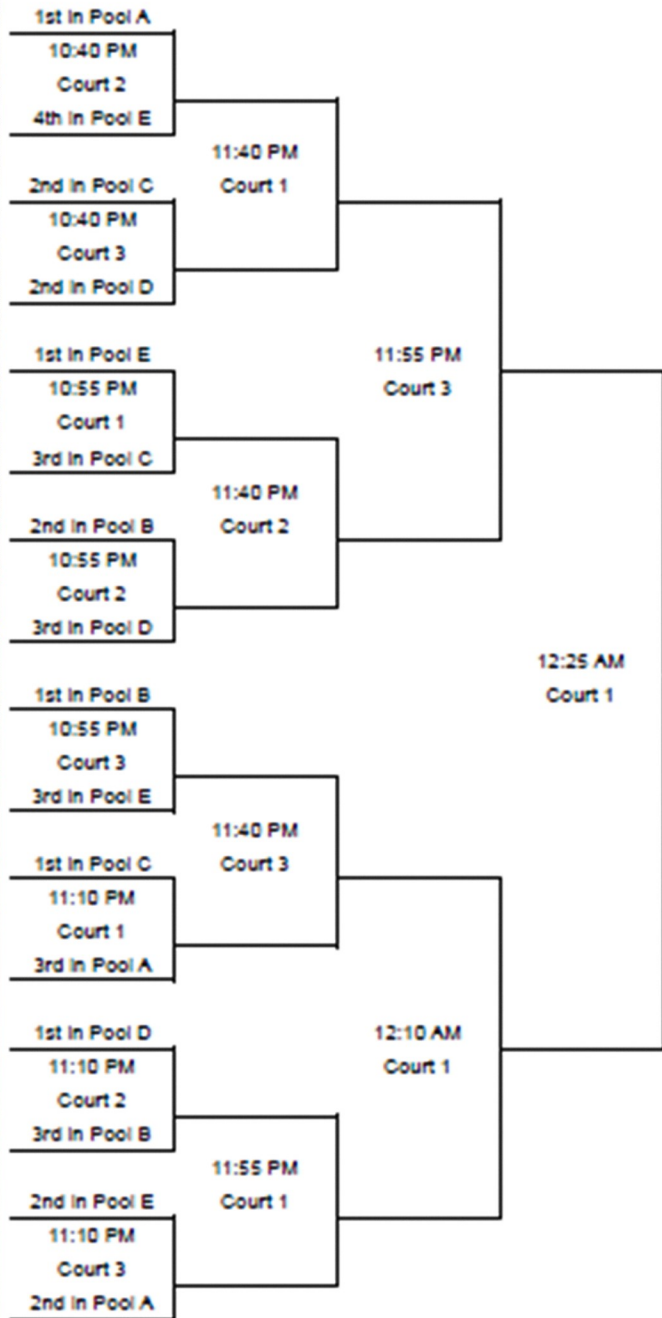 1st In Pool A
10:40 PM
Court 2
4th In Pool E
11:40 PM
Court 1
2nd In Pool C
10:40 PM
Court 3
2nd In Pool D
11:55 PM
Court 3
1st In Pool E
10:55 PM
Court 1
3rd In Pool C
11:40 PM
Court 2
2nd In Pool B
10:55 PM
Court 2
3rd In Pool D
12:25 AM
Court 1
1st In Pool B
10:55 PM
Court 3
3rd In Pool E
11:40 PM
Court 3
1st In Pool C
11:10 PM
Court 1
3rd In Pool A
12:10 AM
Court 1
1st In Pool D
11:10 PM
Court 2
3rd In Pool B
11:55 PM
Court 1
2nd In Pool E
11:10 PM
Court 3
2nd In Pool A